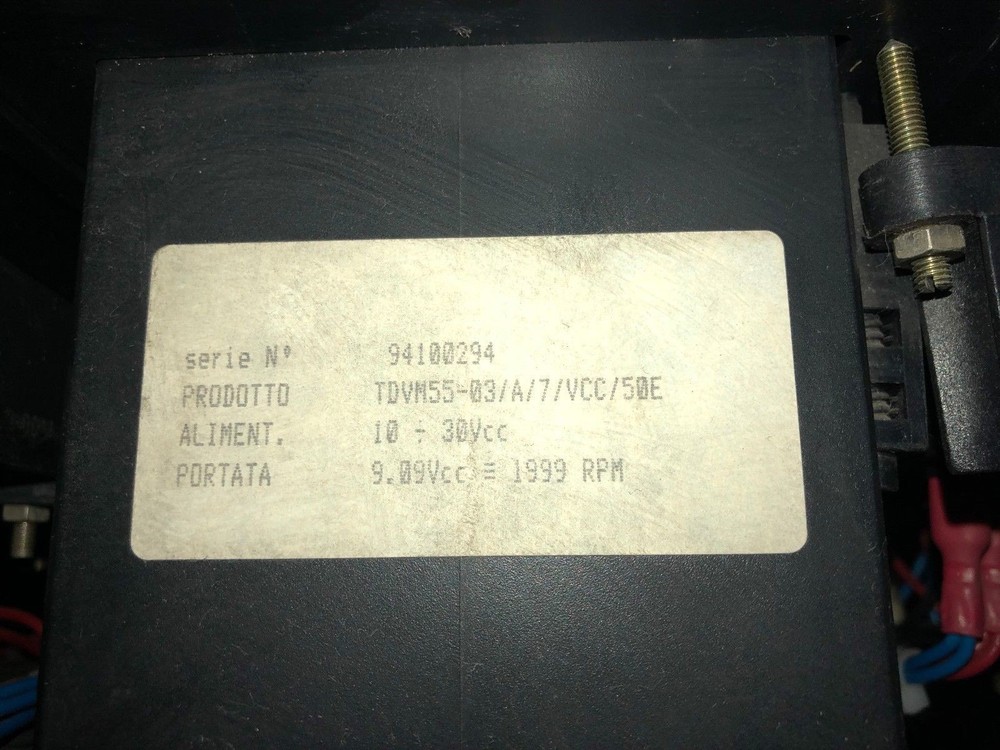 serie N° 94100294
PRODOTTO TDVM55-03/A/7/VCC/50E
ALIMENT. 10 ÷ 30Vcc
PORTATA 9.09Vcc = 1999 RPM